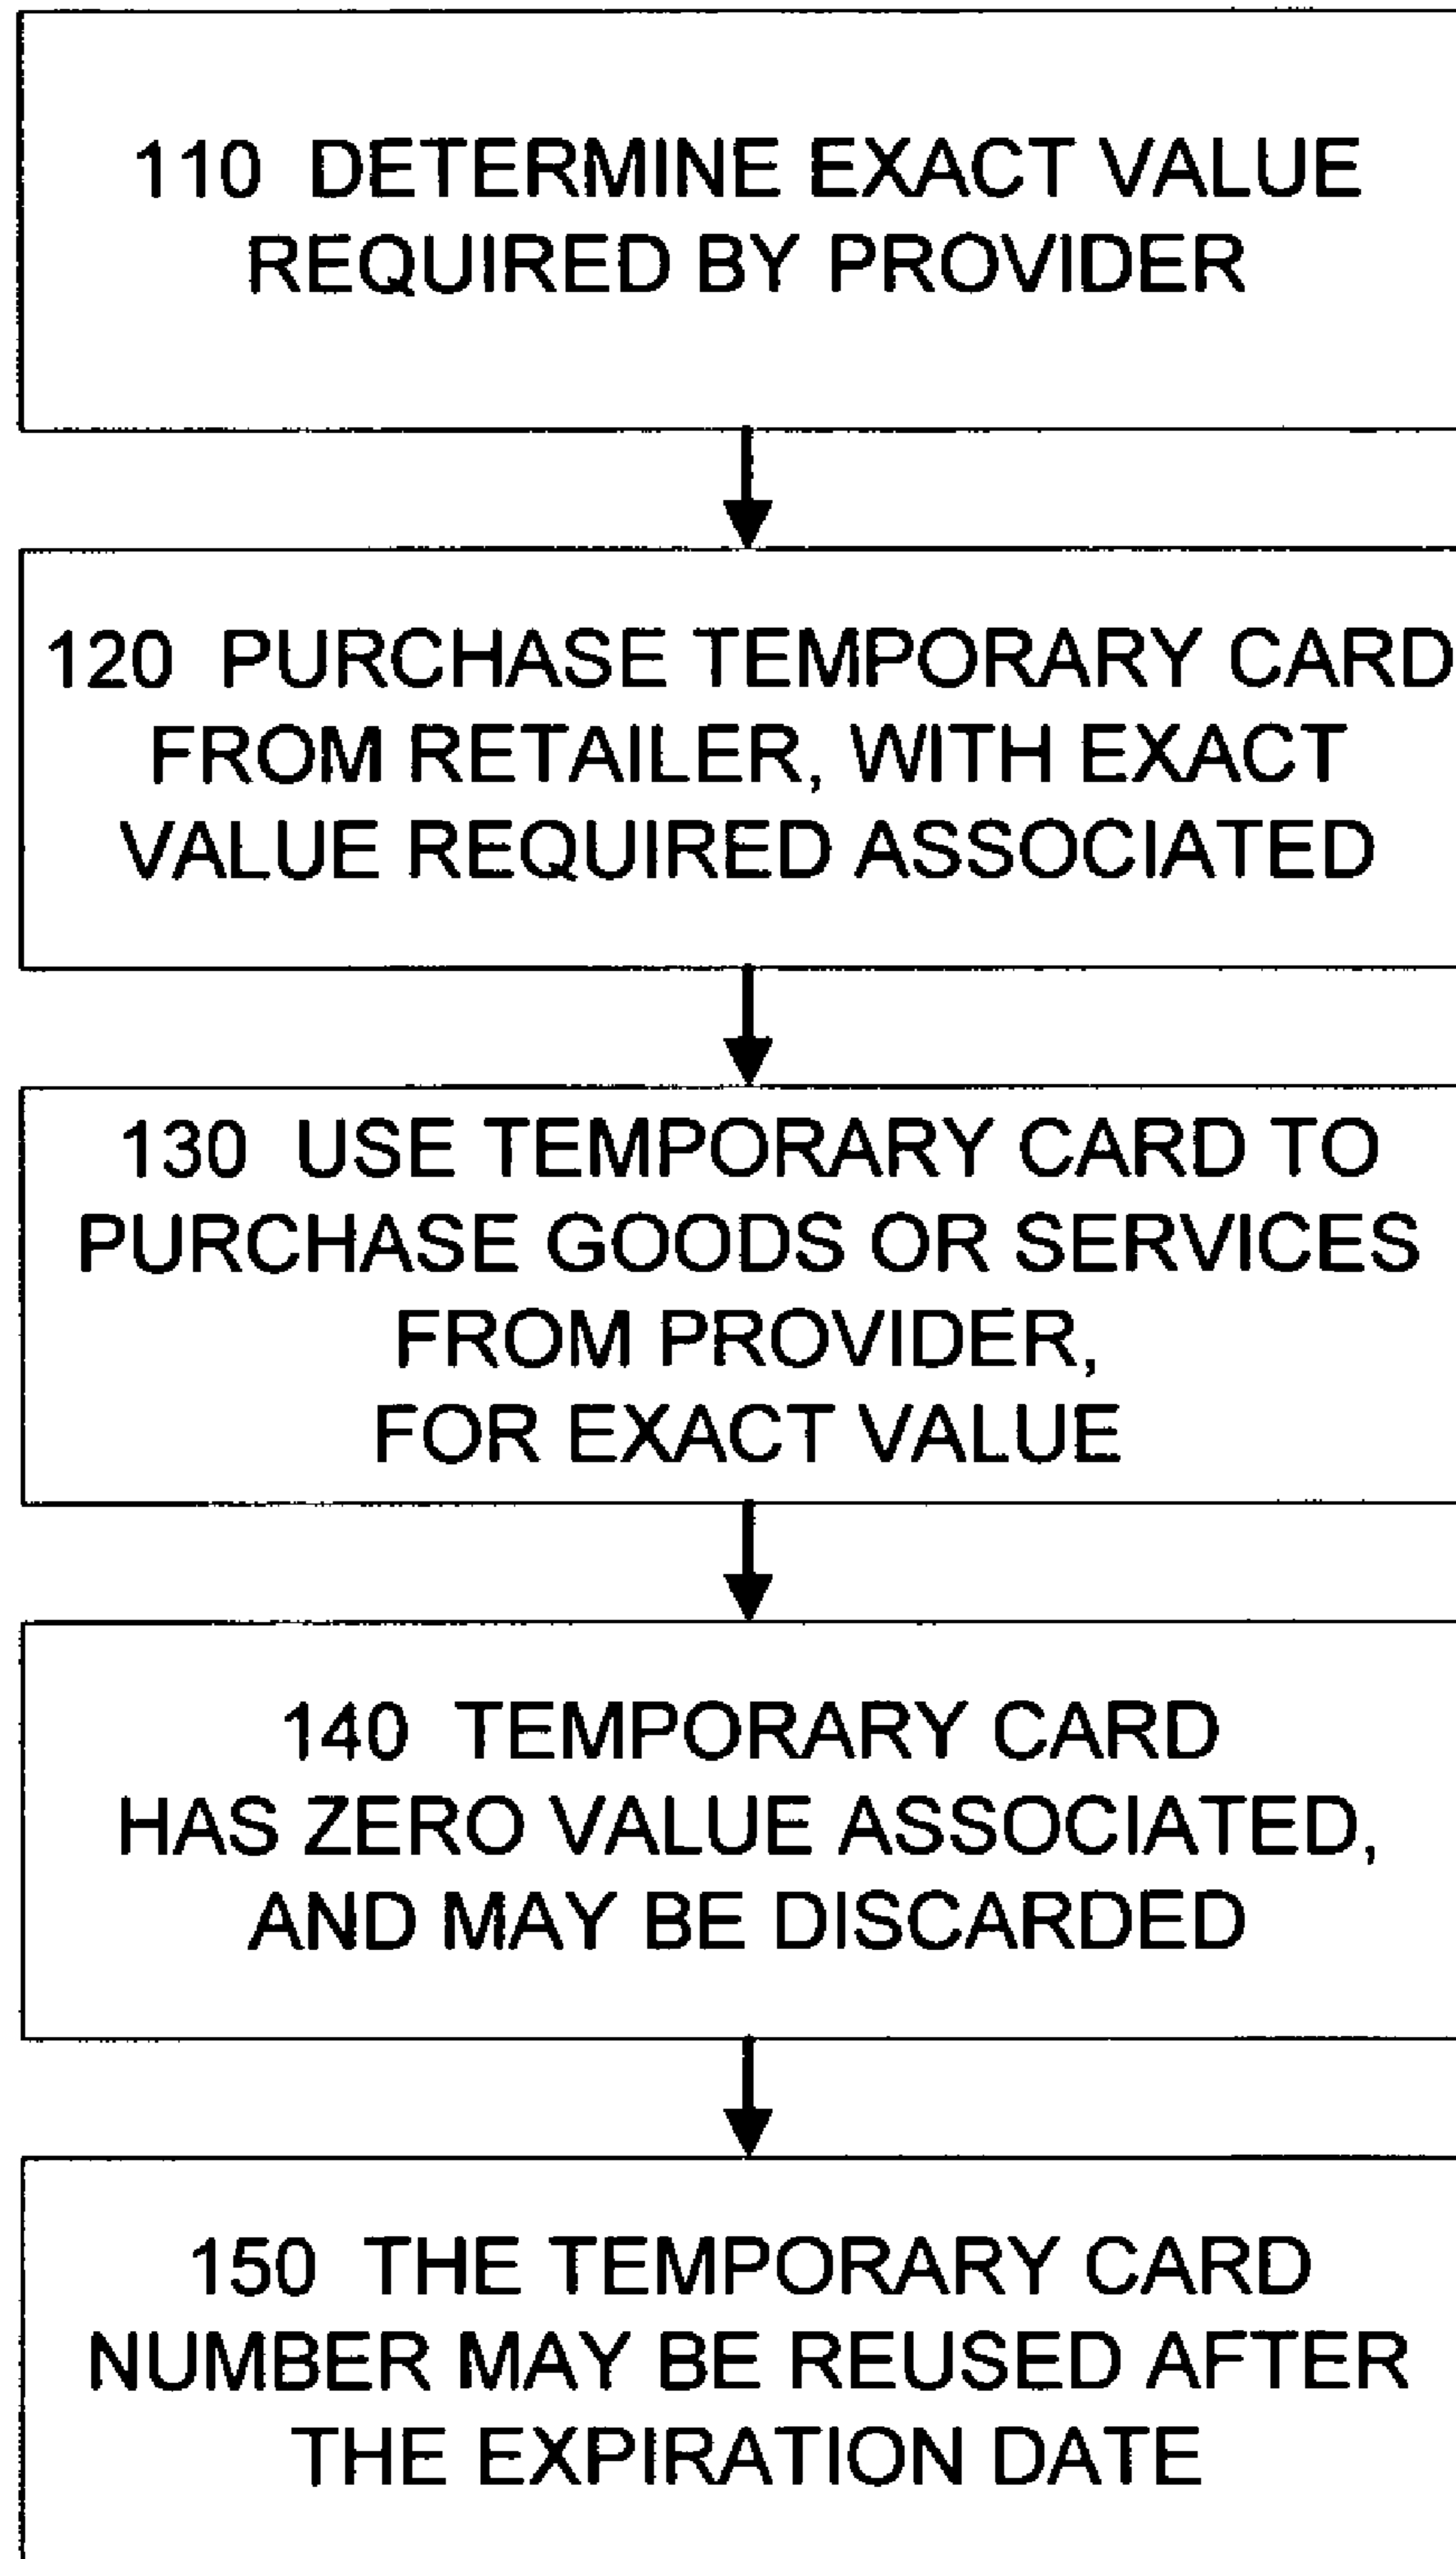 110 DETERMINE EXACT VALUE
REQUIRED BY PROVIDER
120 PURCHASE TEMPORARY CARD
FROM RETAILER, WITH EXACT
VALUE REQUIRED ASSOCIATED
130 USE TEMPORARY CARD TO
PURCHASE GOODS OR SERVICES
FROM PROVIDER,
FOR EXACT VALUE
140 TEMPORARY CARD
HAS ZERO VALUE ASSOCIATED,
AND MAY BE DISCARDED
150 THE TEMPORARY CARD
NUMBER MAY BE REUSED AFTER
THE EXPIRATION DATE